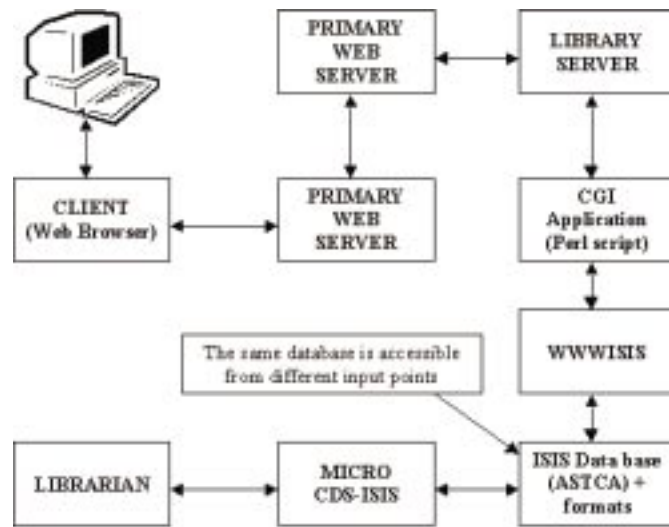 PRIMARY
WEB
SERVER
LIBRARY
SERVER
CLIENT
(Web Browser)
PRIMARY
WEB
SERVER
CGI
Application
(Perl script)
The same database is accessible
from different input points
WWWISIS
LIBRARIAN
MICRO
CDS-ISIS
ISIS Data base
(ASTCA) +
formats